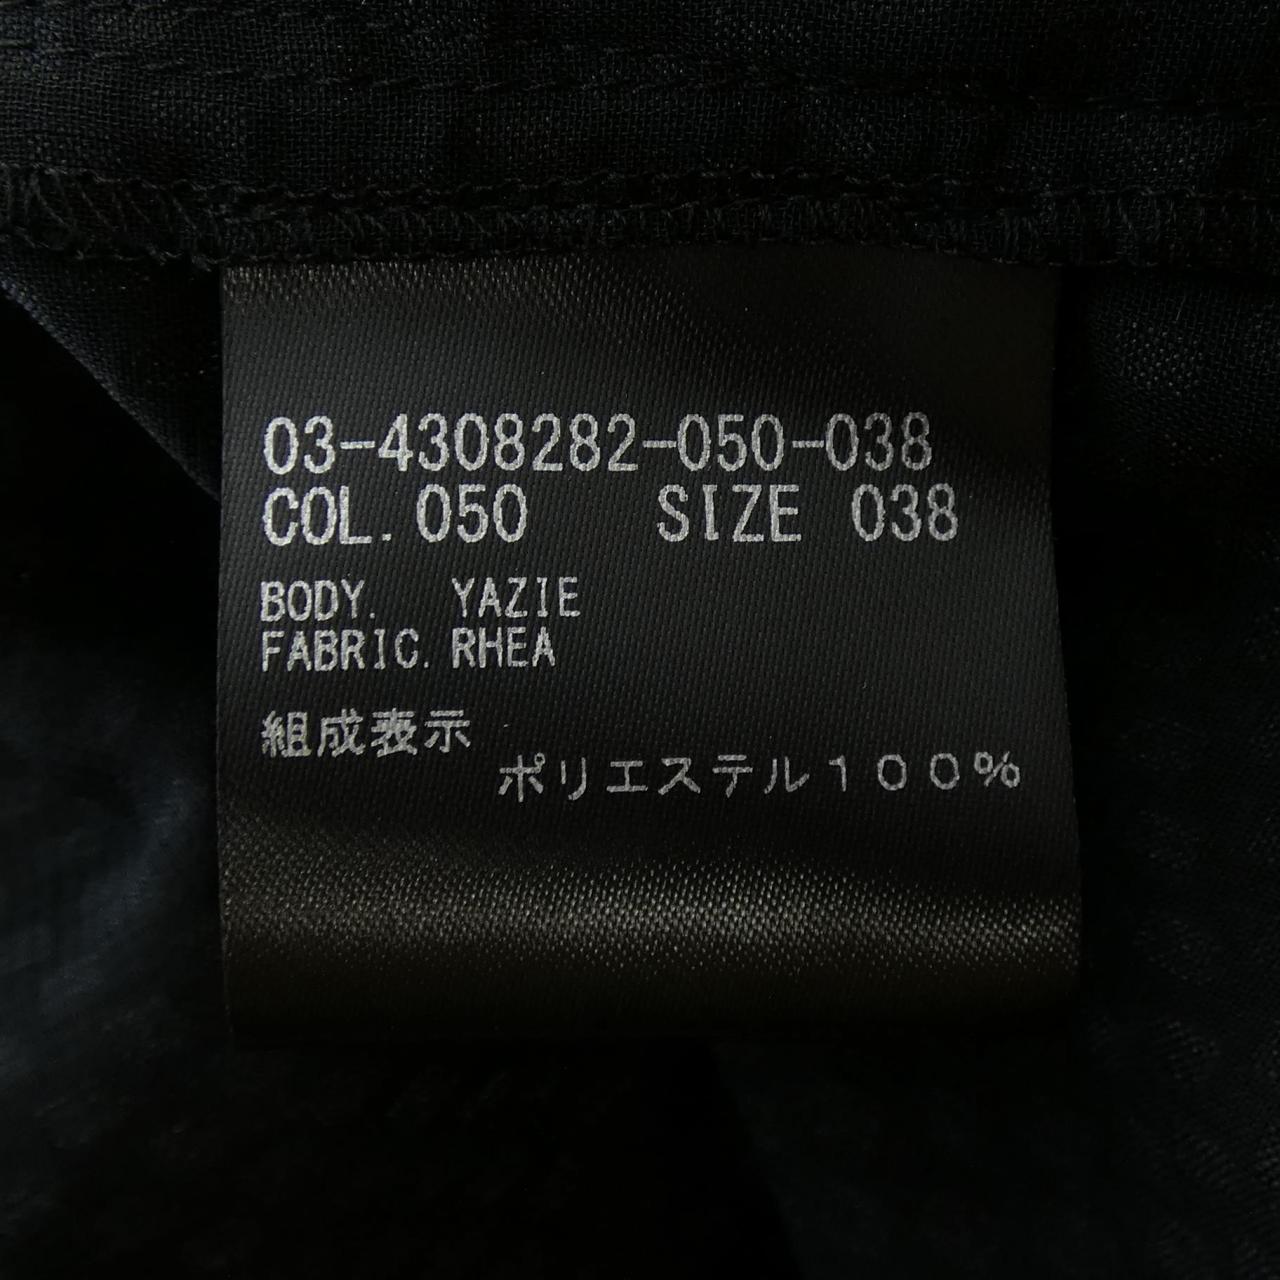 03-4308282-050-038
COL. 050 SIZE 038
BODY. YAZIE
FABRIC. RHEA
組成表示
ポリエステル１００％